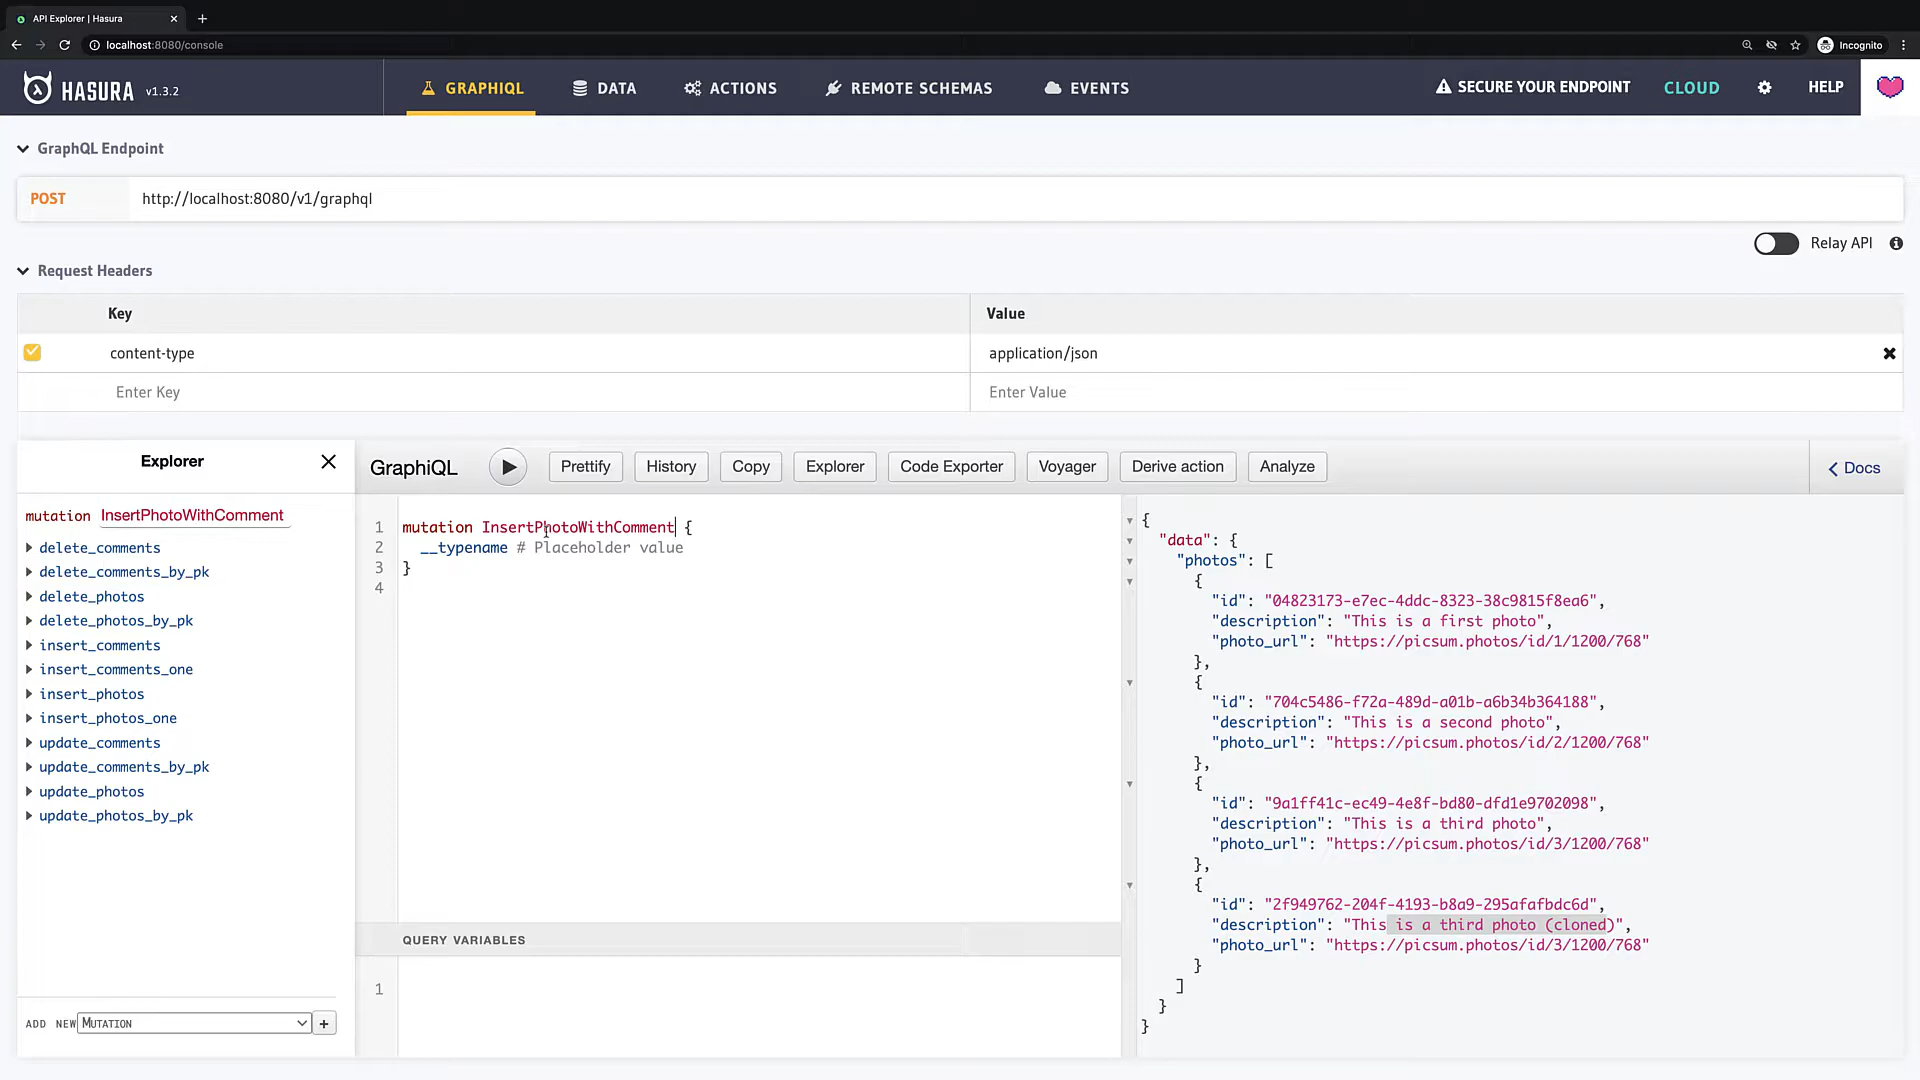 API Explorer | Hasura
localhost:8080/console
Incognito
HASURA v1.3.2
GRAPHIQL
DATA
ACTIONS
REMOTE SCHEMAS
EVENTS
SECURE YOUR ENDPOINT
CLOUD
HELP
GraphQL Endpoint
POST http://localhost:8080/v1/graphql
Relay API
Request Headers
Key Value
content-type application/json
Enter Key Enter Value
Explorer
GraphiQL
Prettify
History
Copy
Explorer
Code Exporter
Voyager
Derive action
Analyze
Docs
mutation InsertPhotoWithComment
delete_comments
delete_comments_by_pk
delete_photos
delete_photos_by_pk
insert_comments
insert_comments_one
insert_photos
insert_photos_one
update_comments
update_comments_by_pk
update_photos
update_photos_by_pk
ADD NEW MUTATION +
1 mutation InsertPhotoWithComment {
2 __typename # Placeholder value
3 }
4
QUERY VARIABLES
1
{
"data": {
"photos": [
{
"id": "04823173-e7ec-4ddc-8323-38c9815f8ea6",
"description": "This is a first photo",
"photo_url": "https://picsum.photos/id/1/1200/768"
},
{
"id": "704c5486-f72a-489d-a01b-a6b34b364188",
"description": "This is a second photo",
"photo_url": "https://picsum.photos/id/2/1200/768"
},
{
"id": "9a1ff41c-ec49-4e8f-bd80-dfd1e9702098",
"description": "This is a third photo",
"photo_url": "https://picsum.photos/id/3/1200/768"
},
{
"id": "2f949762-204f-4193-b8a9-295afafbdc6d",
"description": "This is a third photo (cloned)",
"photo_url": "https://picsum.photos/id/3/1200/768"
}
]
}
}